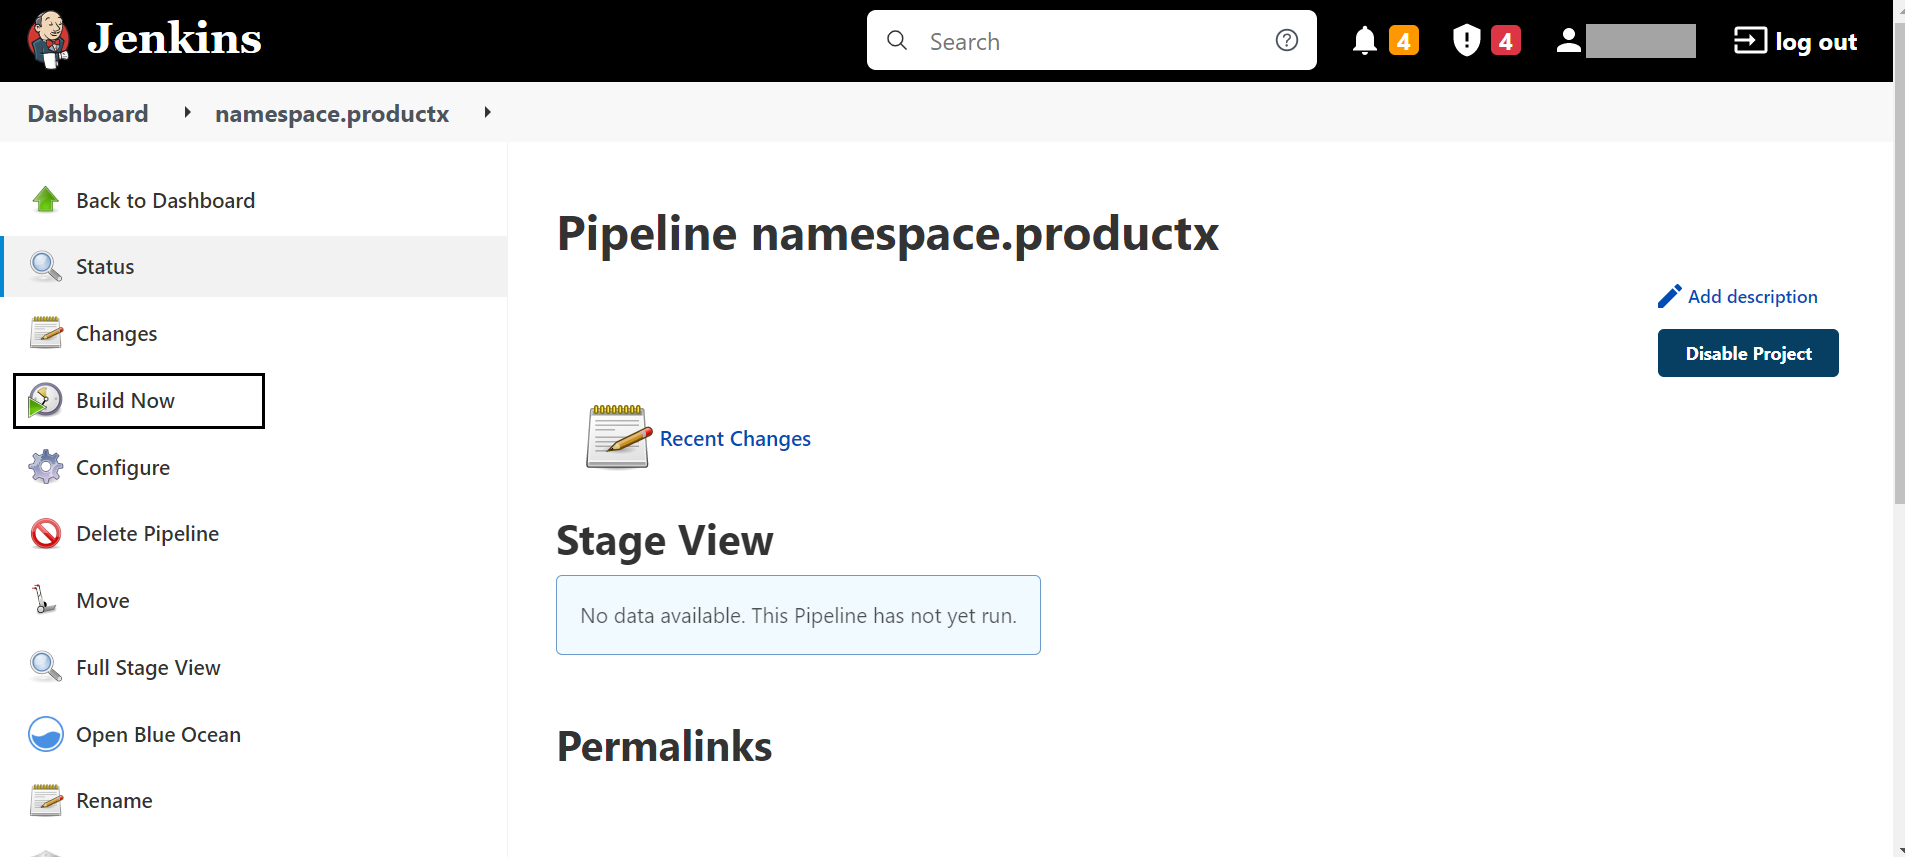 Jenkins
Search
4
4
log out
Dashboard
namespace.productx
Back to Dashboard
Status
Changes
Build Now
Configure
Delete Pipeline
Move
Full Stage View
Open Blue Ocean
Rename
Pipeline namespace.productx
Add description
Disable Project
Recent Changes
Stage View
No data available. This Pipeline has not yet run.
Permalinks